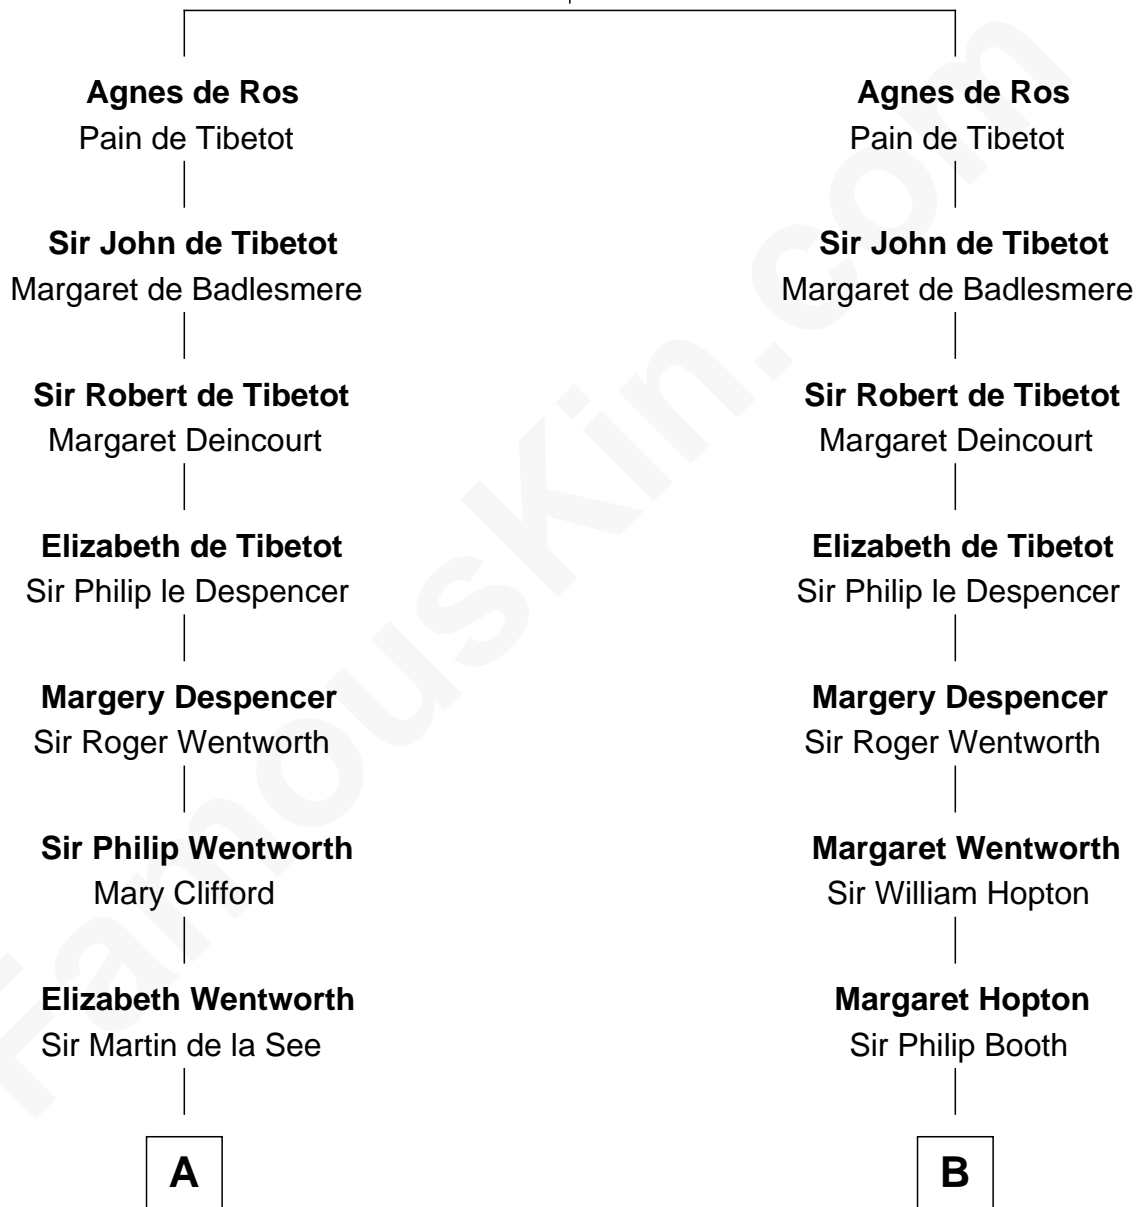 Agnes de Ros
Pain de Tibetot
Sir John de Tibetot
Margaret de Badlesmere
Sir Robert de Tibetot
Margaret Deincourt
Elizabeth de Tibetot
Sir Philip le Despencer
Margery Despencer
Sir Roger Wentworth
Sir Philip Wentworth
Mary Clifford
Elizabeth Wentworth
Sir Martin de la See
A
Agnes de Ros
Pain de Tibetot
Sir John de Tibetot
Margaret de Badlesmere
Sir Robert de Tibetot
Margaret Deincourt
Elizabeth de Tibetot
Sir Philip le Despencer
Margery Despencer
Sir Roger Wentworth
Margaret Wentworth
Sir William Hopton
Margaret Hopton
Sir Philip Booth
B
FamousKin.com